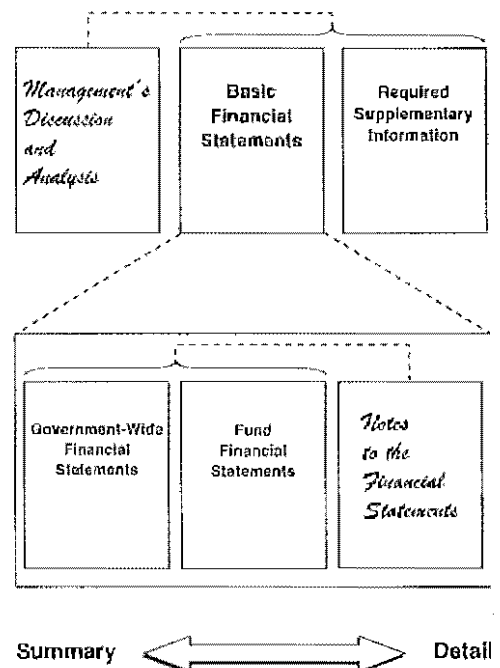 Management's
Discussion
and
Analysis
Basic
Financial
Statements
Required
Supplementary
Information
Government-Wide
Financial
Statements
Fund
Financial
Statements
Notes
to the
Financial
Statements
Summary
Detail